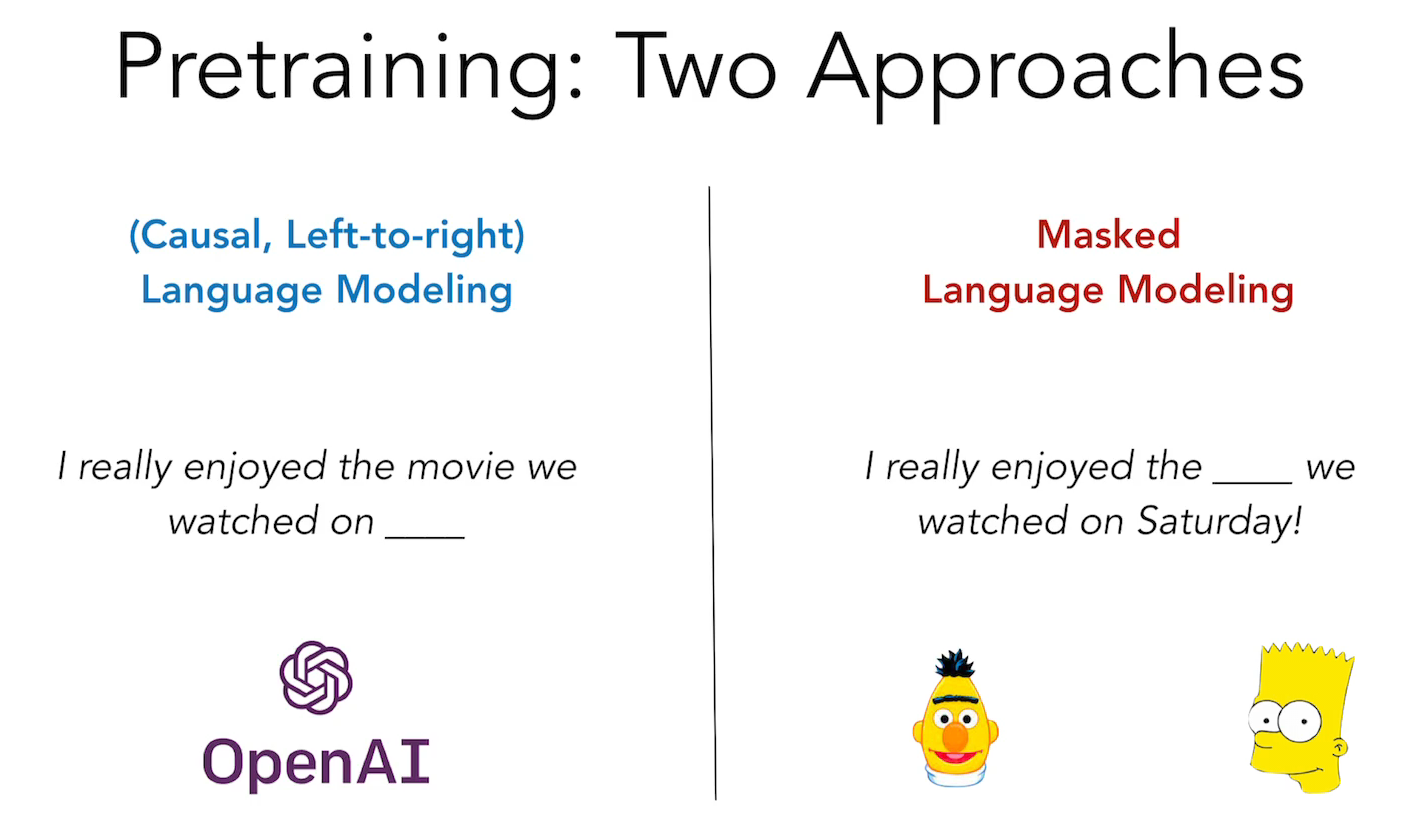 Pretraining: Two Approaches
(Causal, Left-to-right)
Language Modeling
I really enjoyed the movie we
watched on ____
OpenAI
Masked
Language Modeling
I really enjoyed the ____ we
watched on Saturday!